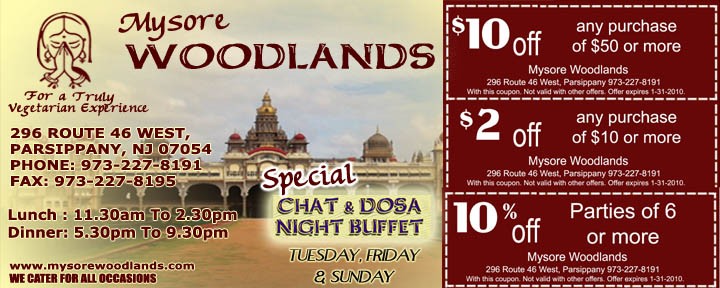 Mysore
WOODLANDS
For a Truly
Vegetarian Experience
296 ROUTE 46 WEST,
PARSIPPANY, NJ 07054
PHONE: 973-227-8191
FAX: 973-227-8195
Lunch : 11.30am To 2.30pm
Dinner: 5.30pm To 9.30pm
www.mysorewoodlands.com
WE CATER FOR ALL OCCASIONS
Special
CHAT & DOSA
NIGHT BUFFET
TUESDAY, FRIDAY
& SUNDAY
$10 off any purchase
of $50 or more
Mysore Woodlands
296 Route 46 West, Parsippany 973-227-8191
With this coupon. Not valid with other offers. Offer expires 1-31-2010.
$2 off any purchase
of $10 or more
Mysore Woodlands
296 Route 46 West, Parsippany 973-227-8191
With this coupon. Not valid with other offers. Offer expires 1-31-2010.
10% off Parties of 6
or more
Mysore Woodlands
296 Route 46 West, Parsippany 973-227-8191
With this coupon. Not valid with other offers. Offer expires 1-31-2010.